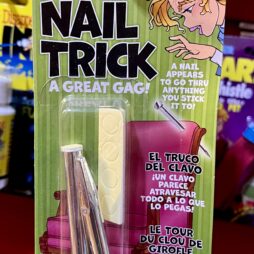 NAIL
TRICK
A GREAT GAG!
A NAIL
APPEARS
TO GO THRU
ANYTHING
YOU STICK
IT TO!
EL TRUCO
DEL CLAVO
¡UN CLAVO
PARECE
ATRAVESAR
TODO A LO QUE
LO PEGAS!
LE TOUR
DU CLOU DE
GIROFLE